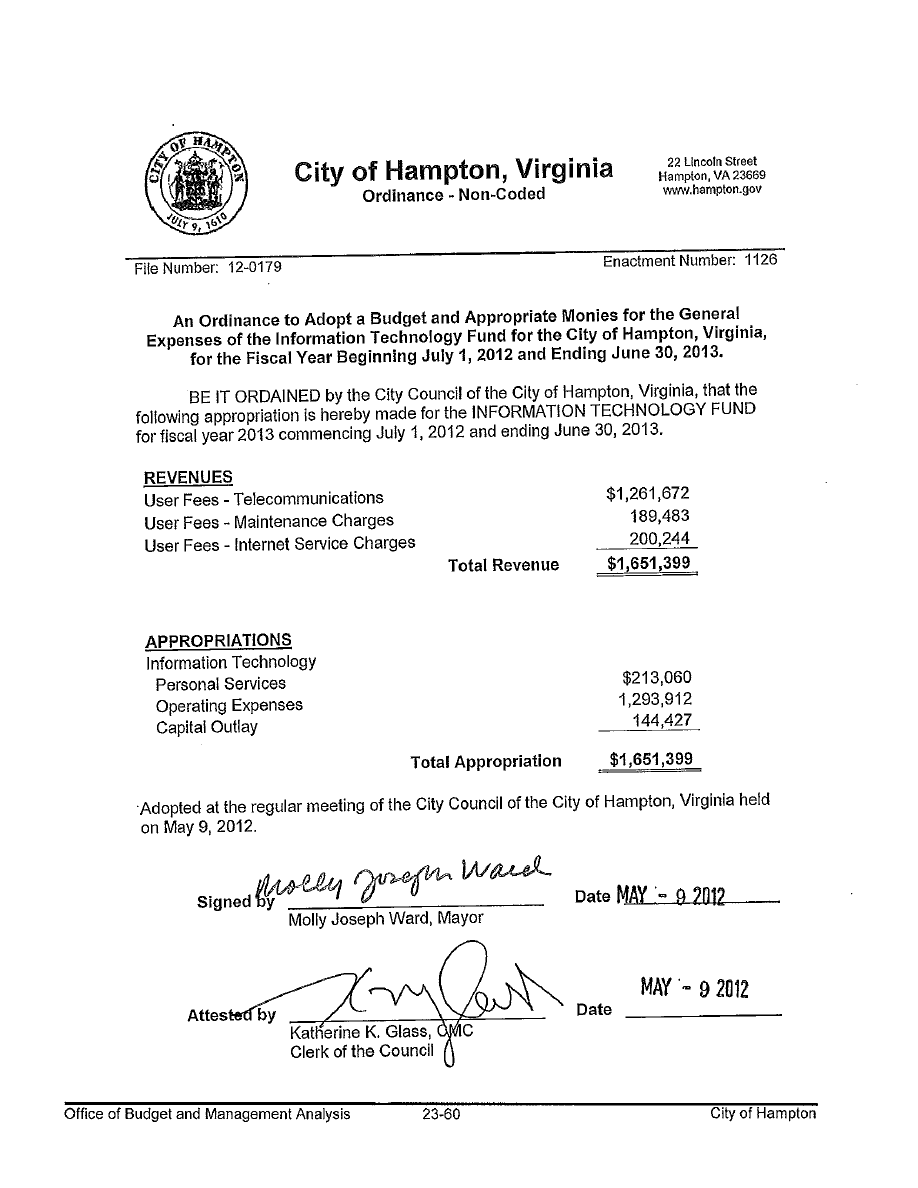 CITY OF HAMPTON
JULY 9, 1610
City of Hampton, Virginia
Ordinance - Non-Coded
22 Lincoln Street
Hampton, VA 23669
www.hampton.gov
File Number: 12-0179
Enactment Number: 1126
An Ordinance to Adopt a Budget and Appropriate Monies for the General
Expenses of the Information Technology Fund for the City of Hampton, Virginia,
for the Fiscal Year Beginning July 1, 2012 and Ending June 30, 2013.
BE IT ORDAINED by the City Council of the City of Hampton, Virginia, that the
following appropriation is hereby made for the INFORMATION TECHNOLOGY FUND
for fiscal year 2013 commencing July 1, 2012 and ending June 30, 2013.
REVENUES
User Fees - Telecommunications $1,261,672
User Fees - Maintenance Charges 189,483
User Fees - Internet Service Charges 200,244
Total Revenue $1,651,399
APPROPRIATIONS
Information Technology
Personal Services $213,060
Operating Expenses 1,293,912
Capital Outlay 144,427
Total Appropriation $1,651,399
Adopted at the regular meeting of the City Council of the City of Hampton, Virginia held
on May 9, 2012.
Molly Joseph Ward
Signed by Date MAY - 9 2012
Molly Joseph Ward, Mayor
MAY - 9 2012
Attested by Date
Katherine K. Glass, CMC
Clerk of the Council
Office of Budget and Management Analysis 23-60 City of Hampton